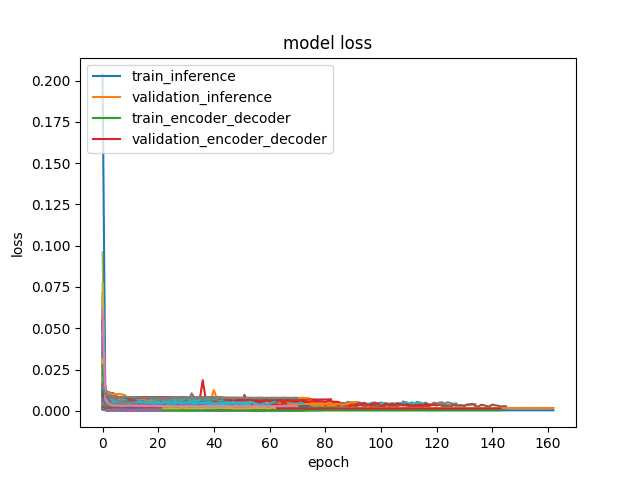 model loss
train_inference
validation_inference
train_encoder_decoder
validation_encoder_decoder
loss
0.200
0.175
0.150
0.125
0.100
0.075
0.050
0.025
0.000
0 20 40 60 80 100 120 140 160
epoch